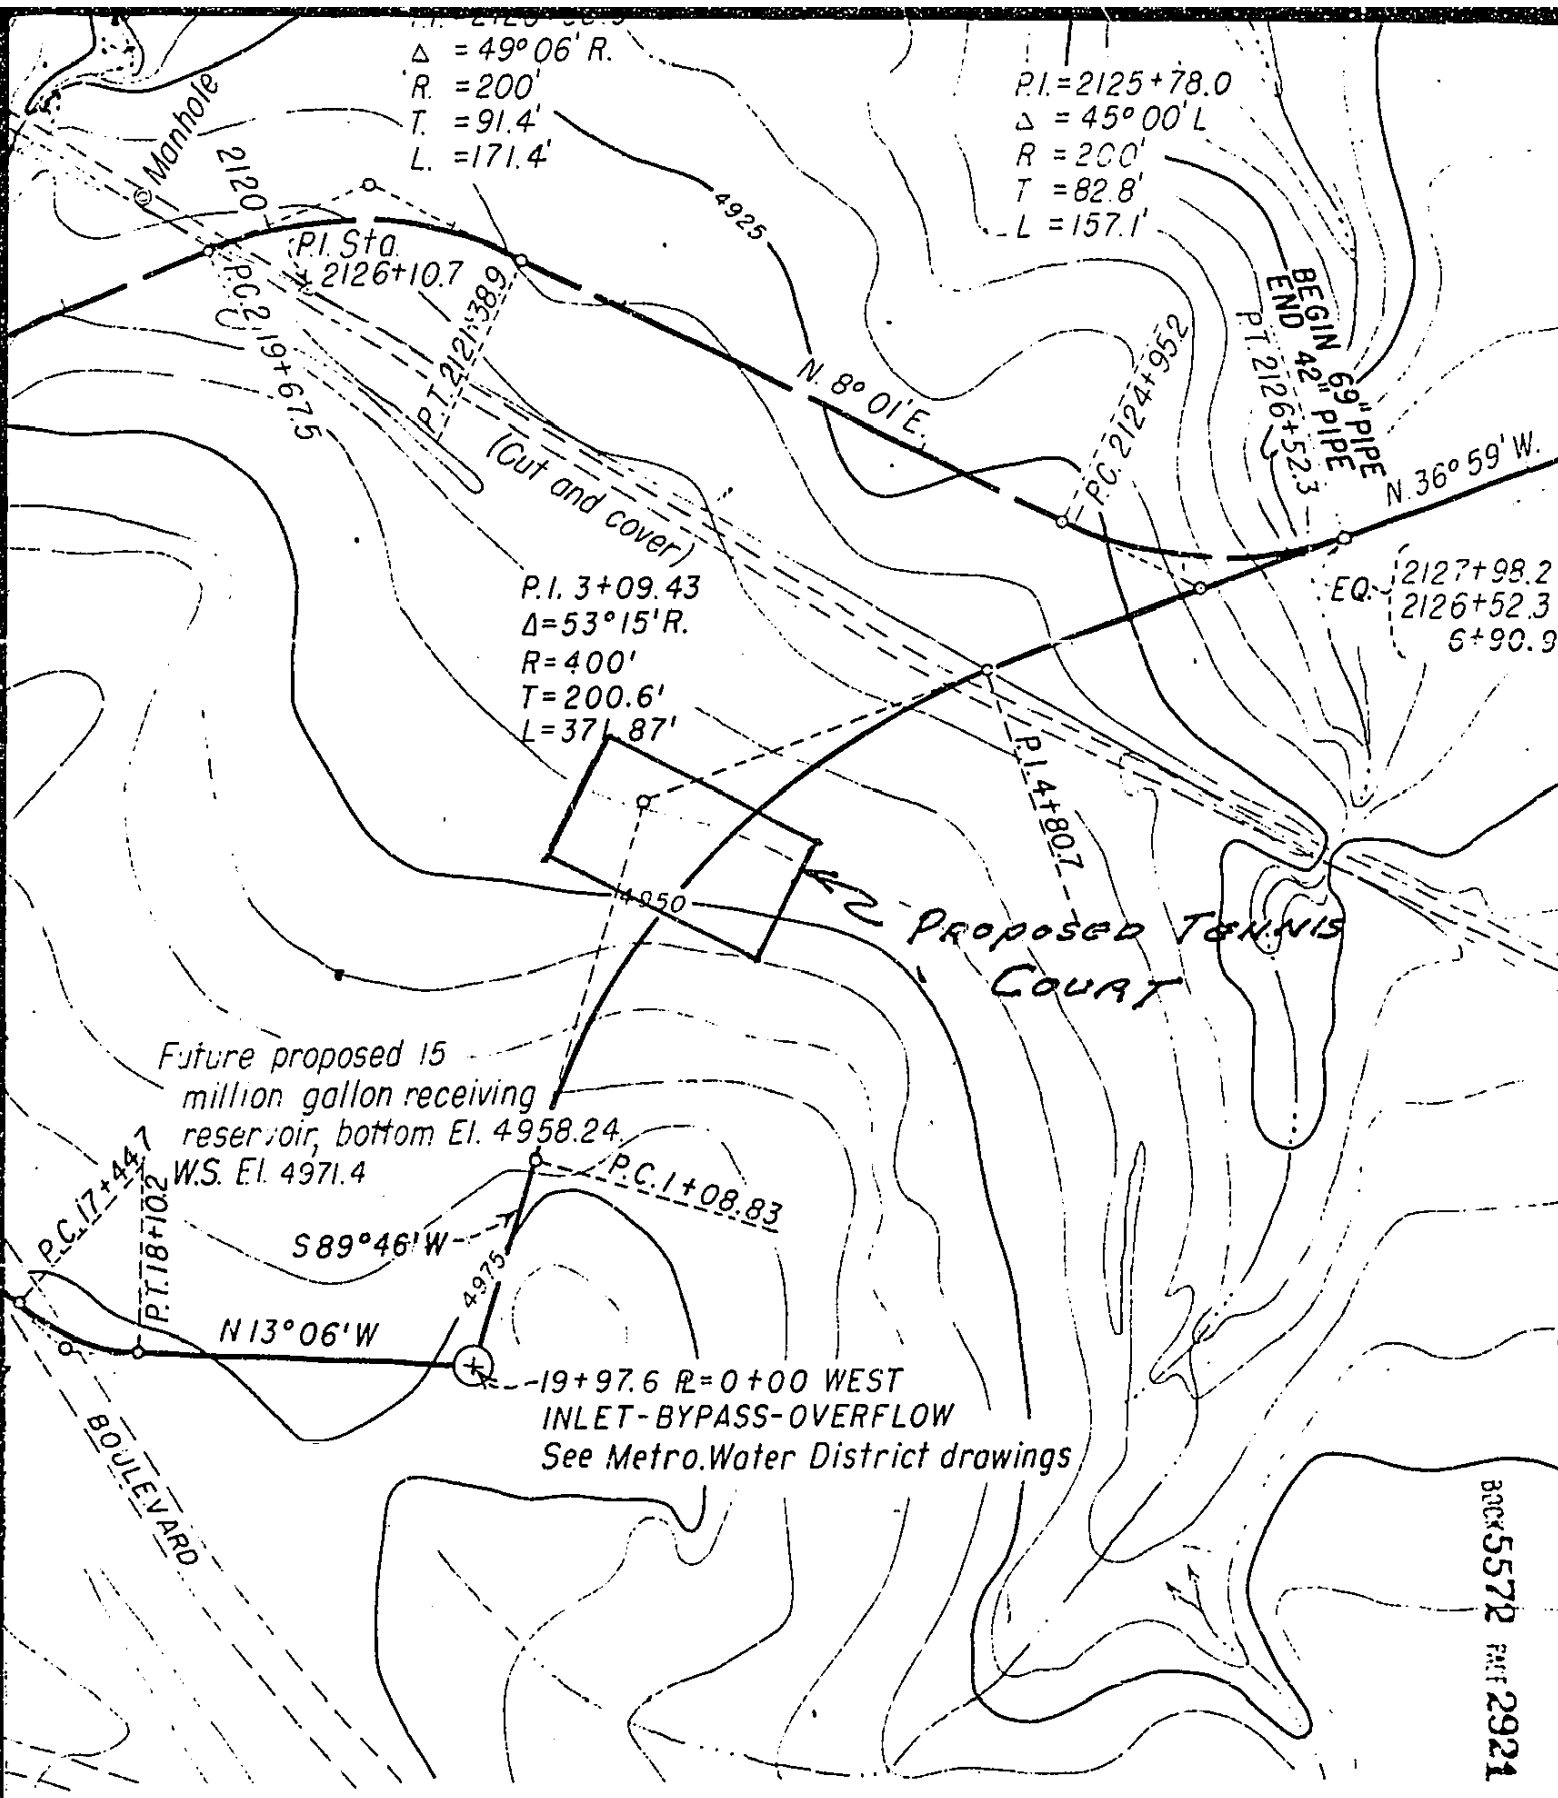 Δ = 49° 06' R.
R. = 200'
T. = 91.4'
L. = 171.4'
P.I. = 2125+78.0
Δ = 45° 00' L
R = 200'
T = 82.8'
L = 157.1'
Manhole
2120
P.I. Sta.
2126+10.7
P.C. 2 19+67.5
P.T. 2121+38.9
4925
N. 8° 01' E.
P.C. 2124+95.2
BEGIN 69" PIPE
END 42" PIPE
P.T. 2126+52.3
N. 36° 59' W.
(Cut and cover)
EQ.
2127+98.2
2126+52.3
6+90.9
P.I. 3+09.43
Δ=53°15'R.
R=400'
T=200.6'
L=371.87'
P.I. 4+80.7
4950
PROPOSED TENNIS
COURT
Future proposed 15
million gallon receiving
reservoir, bottom El. 4958.24
W.S. El. 4971.4
P.C. 17+44.7
P.T. 18+10.2
P.C. 1+08.83
S 89°46' W
4975
N 13°06' W
19+97.6 PL=0+00 WEST
INLET-BYPASS-OVERFLOW
See Metro. Water District drawings
BOULEVARD
BOOK 5572 PAGE 2921